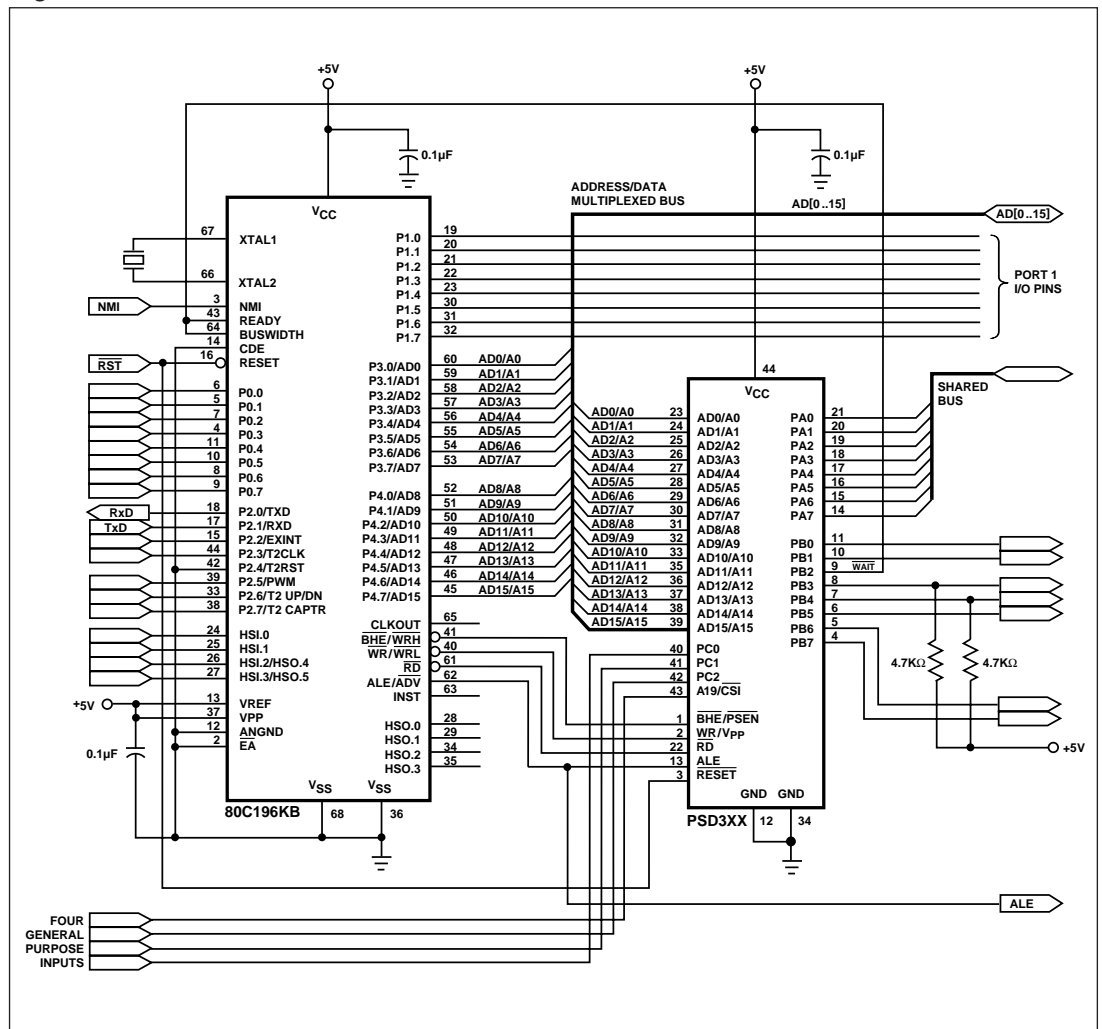 +5V
+5V
0.1µF
0.1µF
ADDRESS/DATA
MULTIPLEXED BUS
AD[0..15]
AD[0..15]
VCC
67
XTAL1
66
XTAL2
NMI
3
NMI
43
READY
64
BUSWIDTH
14
CDE
RST
16
RESET
6
P0.0
5
P0.1
7
P0.2
4
P0.3
11
P0.4
10
P0.5
8
P0.6
9
P0.7
RxD
18
P2.0/TXD
TxD
17
P2.1/RXD
15
P2.2/EXINT
44
P2.3/T2CLK
42
P2.4/T2RST
39
P2.5/PWM
33
P2.6/T2 UP/DN
38
P2.7/T2 CAPTR
24
HSI.0
25
HSI.1
26
HSI.2/HSO.4
27
HSI.3/HSO.5
+5V
13
VREF
37
VPP
12
ANGND
2
EA
0.1µF
P1.0
19
P1.1
20
P1.2
21
P1.3
22
P1.4
23
P1.5
30
P1.6
31
P1.7
32
PORT 1
I/O PINS
P3.0/AD0
60
AD0/A0
P3.1/AD1
59
AD1/A1
P3.2/AD2
58
AD2/A2
P3.3/AD3
57
AD3/A3
P3.4/AD4
56
AD4/A4
P3.5/AD5
55
AD5/A5
P3.6/AD6
54
AD6/A6
P3.7/AD7
53
AD7/A7
P4.0/AD8
52
AD8/A8
P4.1/AD9
51
AD9/A9
P4.2/AD10
50
AD10/A10
P4.3/AD11
49
AD11/A11
P4.4/AD12
48
AD12/A12
P4.5/AD13
47
AD13/A13
P4.6/AD14
46
AD14/A14
P4.7/AD15
45
AD15/A15
CLKOUT
65
BHE/WRH
41
WR/WRL
40
RD
61
ALE/ADV
62
INST
63
HSO.0
28
HSO.1
29
HSO.2
34
HSO.3
35
VSS
VSS
80C196KB
68
36
44
VCC
AD0/A0
23
AD0/A0
AD1/A1
24
AD1/A1
AD2/A2
25
AD2/A2
AD3/A3
26
AD3/A3
AD4/A4
27
AD4/A4
AD5/A5
28
AD5/A5
AD6/A6
29
AD6/A6
AD7/A7
30
AD7/A7
AD8/A8
31
AD8/A8
AD9/A9
32
AD9/A9
AD10/A10
33
AD10/A10
AD11/A11
35
AD11/A11
AD12/A12
36
AD12/A12
AD13/A13
37
AD13/A13
AD14/A14
38
AD14/A14
AD15/A15
39
AD15/A15
40
PC0
41
PC1
42
PC2
43
A19/CSI
1
BHE/PSEN
2
WR/VPP
22
RD
13
ALE
3
RESET
GND
GND
PSD3XX
12
34
PA0
21
PA1
20
PA2
19
PA3
18
PA4
17
PA5
16
PA6
15
PA7
14
SHARED
BUS
PB0
11
PB1
10
PB2
9
WAIT
PB3
8
PB4
7
PB5
6
PB6
5
PB7
4
4.7KΩ
4.7KΩ
+5V
ALE
FOUR
GENERAL
PURPOSE
INPUTS